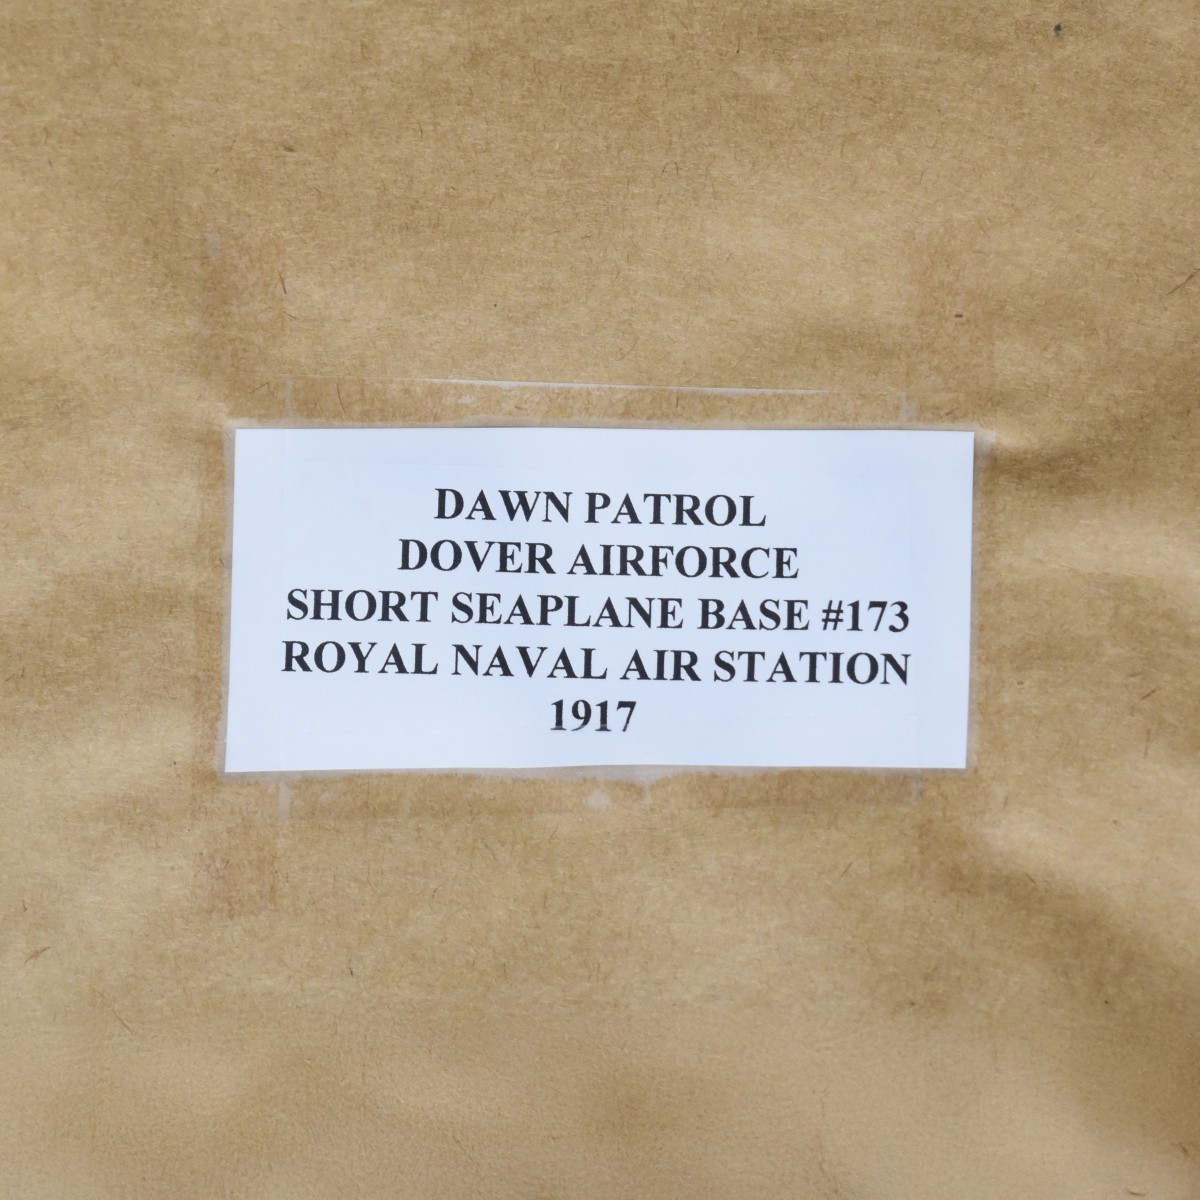 DAWN PATROL
DOVER AIRFORCE
SHORT SEAPLANE BASE #173
ROYAL NAVAL AIR STATION
1917